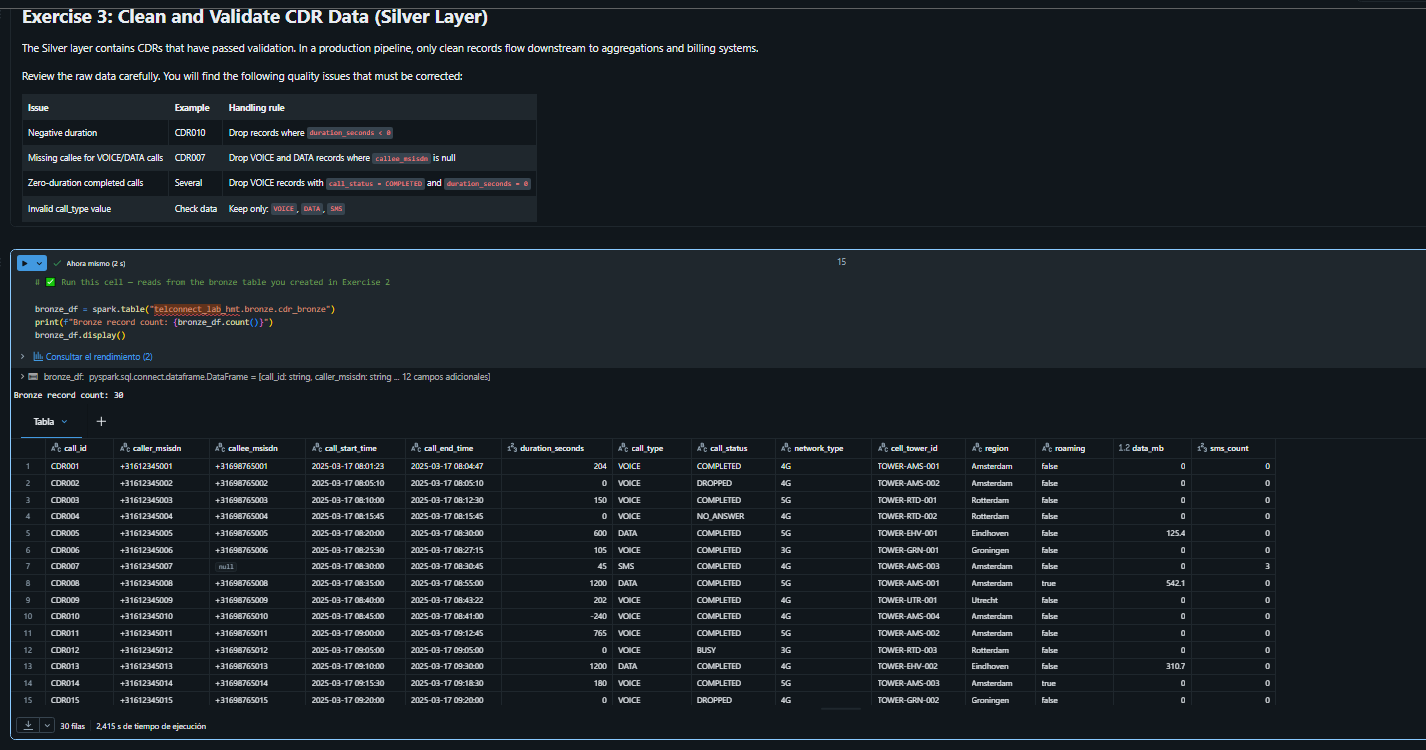 Exercise 3: Clean and Validate CDR Data (Silver Layer)
The Silver layer contains CDRs that have passed validation. In a production pipeline, only clean records flow downstream to aggregations and billing systems.
Review the raw data carefully. You will find the following quality issues that must be corrected:
Issue Example Handling rule
Negative duration CDR010 Drop records where duration_seconds < 0
Missing callee for VOICE/DATA calls CDR007 Drop VOICE and DATA records where callee_msisdn is null
Zero-duration completed calls Several Drop VOICE records with call_status = COMPLETED and duration_seconds = 0
Invalid call_type value Check data Keep only: VOICE, DATA, SMS
Ahora mismo (2 s) 15
# ✅ Run this cell — reads from the bronze table you created in Exercise 2
bronze_df = spark.table("telconnect_lab_hmt.bronze.cdr_bronze")
print(f"Bronze record count: {bronze_df.count()}")
bronze_df.display()
Consultar el rendimiento (2)
bronze_df: pyspark.sql.connect.dataframe.DataFrame = [call_id: string, caller_msisdn: string ... 12 campos adicionales]
Bronze record count: 30
Tabla
call_id caller_msisdn callee_msisdn call_start_time call_end_time duration_seconds call_type call_status network_type cell_tower_id region roaming 1.2 data_mb sms_count
1 CDR001 +31612345001 +31698765001 2025-03-17 08:01:23 2025-03-17 08:04:47 204 VOICE COMPLETED 4G TOWER-AMS-001 Amsterdam false 0 0
2 CDR002 +31612345002 +31698765002 2025-03-17 08:05:10 2025-03-17 08:05:10 0 VOICE DROPPED 4G TOWER-AMS-002 Amsterdam false 0 0
3 CDR003 +31612345003 +31698765003 2025-03-17 08:10:00 2025-03-17 08:12:30 150 VOICE COMPLETED 5G TOWER-RTD-001 Rotterdam false 0 0
4 CDR004 +31612345004 +31698765004 2025-03-17 08:15:45 2025-03-17 08:15:45 0 VOICE NO_ANSWER 4G TOWER-RTD-002 Rotterdam false 0 0
5 CDR005 +31612345005 +31698765005 2025-03-17 08:20:00 2025-03-17 08:30:00 600 DATA COMPLETED 5G TOWER-EHV-001 Eindhoven false 125.4 0
6 CDR006 +31612345006 +31698765006 2025-03-17 08:25:30 2025-03-17 08:27:15 105 VOICE COMPLETED 3G TOWER-GRN-001 Groningen false 0 0
7 CDR007 +31612345007 null 2025-03-17 08:30:00 2025-03-17 08:30:45 45 SMS COMPLETED 4G TOWER-AMS-003 Amsterdam false 0 3
8 CDR008 +31612345008 +31698765008 2025-03-17 08:35:00 2025-03-17 08:55:00 1200 DATA COMPLETED 5G TOWER-AMS-001 Amsterdam true 542.1 0
9 CDR009 +31612345009 +31698765009 2025-03-17 08:40:00 2025-03-17 08:43:22 202 VOICE COMPLETED 4G TOWER-UTR-001 Utrecht false 0 0
10 CDR010 +31612345010 +31698765010 2025-03-17 08:45:00 2025-03-17 08:41:00 -240 VOICE COMPLETED 4G TOWER-AMS-004 Amsterdam false 0 0
11 CDR011 +31612345011 +31698765011 2025-03-17 09:00:00 2025-03-17 09:12:45 765 VOICE COMPLETED 5G TOWER-AMS-002 Amsterdam false 0 0
12 CDR012 +31612345012 +31698765012 2025-03-17 09:05:00 2025-03-17 09:05:00 0 VOICE BUSY 3G TOWER-RTD-003 Rotterdam false 0 0
13 CDR013 +31612345013 +31698765013 2025-03-17 09:10:00 2025-03-17 09:30:00 1200 DATA COMPLETED 4G TOWER-EHV-002 Eindhoven false 310.7 0
14 CDR014 +31612345014 +31698765014 2025-03-17 09:15:30 2025-03-17 09:18:30 180 VOICE COMPLETED 5G TOWER-AMS-003 Amsterdam true 0 0
15 CDR015 +31612345015 +31698765015 2025-03-17 09:20:00 2025-03-17 09:20:00 0 VOICE DROPPED 4G TOWER-GRN-002 Groningen false 0 0
30 filas 2,415 s de tiempo de ejecución